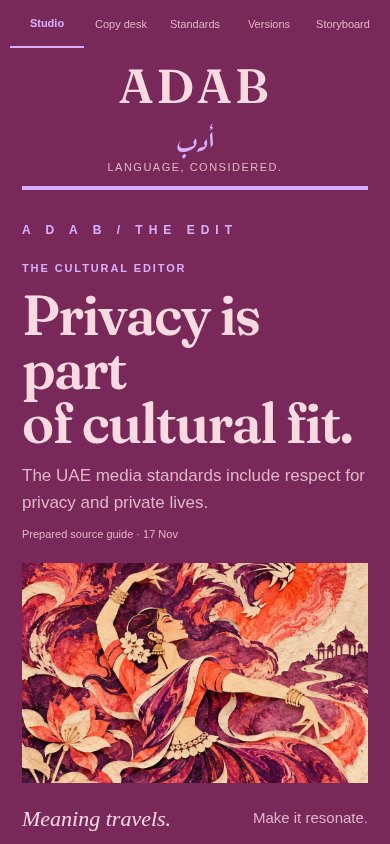 Studio
Copy desk
Standards
Versions
Storyboard
ADAB
أدب
LANGUAGE, CONSIDERED.
A D A B / THE EDIT
THE CULTURAL EDITOR
Privacy is
part
of cultural fit.
The UAE media standards include respect for
privacy and private lives.
Prepared source guide · 17 Nov
Meaning travels.
Make it resonate.